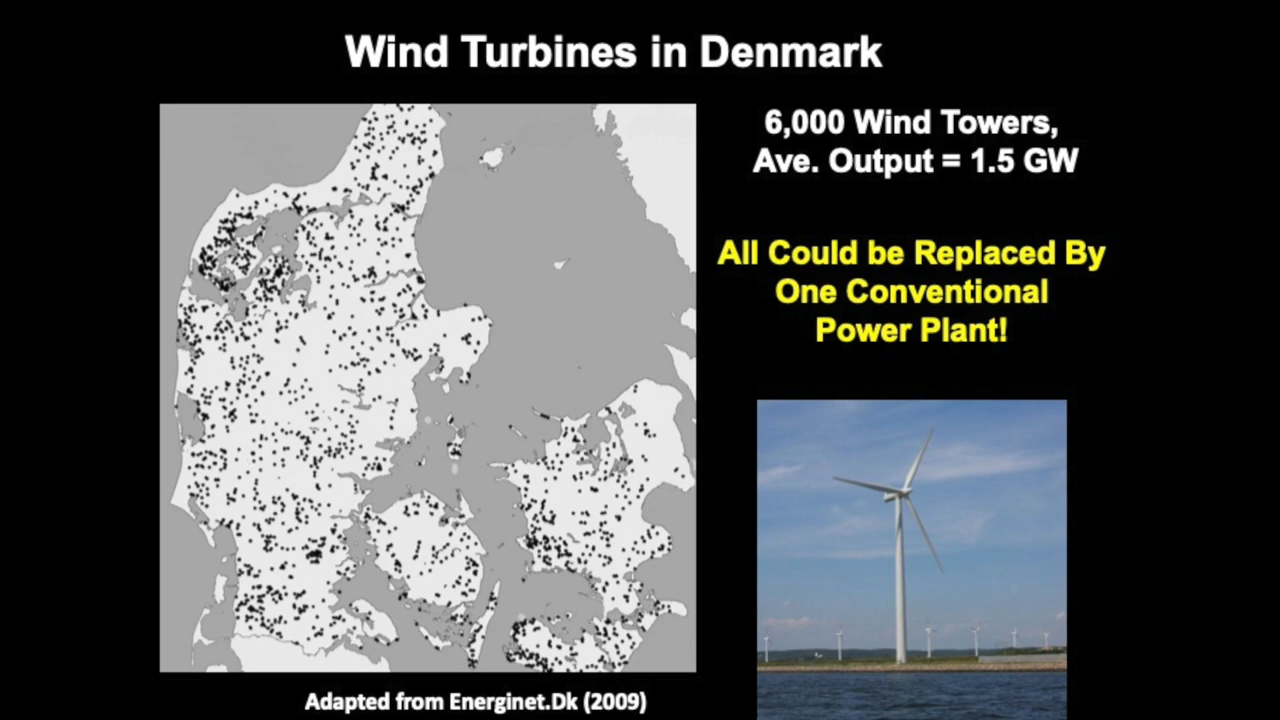 Wind Turbines in Denmark
6,000 Wind Towers,
Ave. Output = 1.5 GW
All Could be Replaced By
One Conventional
Power Plant!
Adapted from Energinet.Dk (2009)